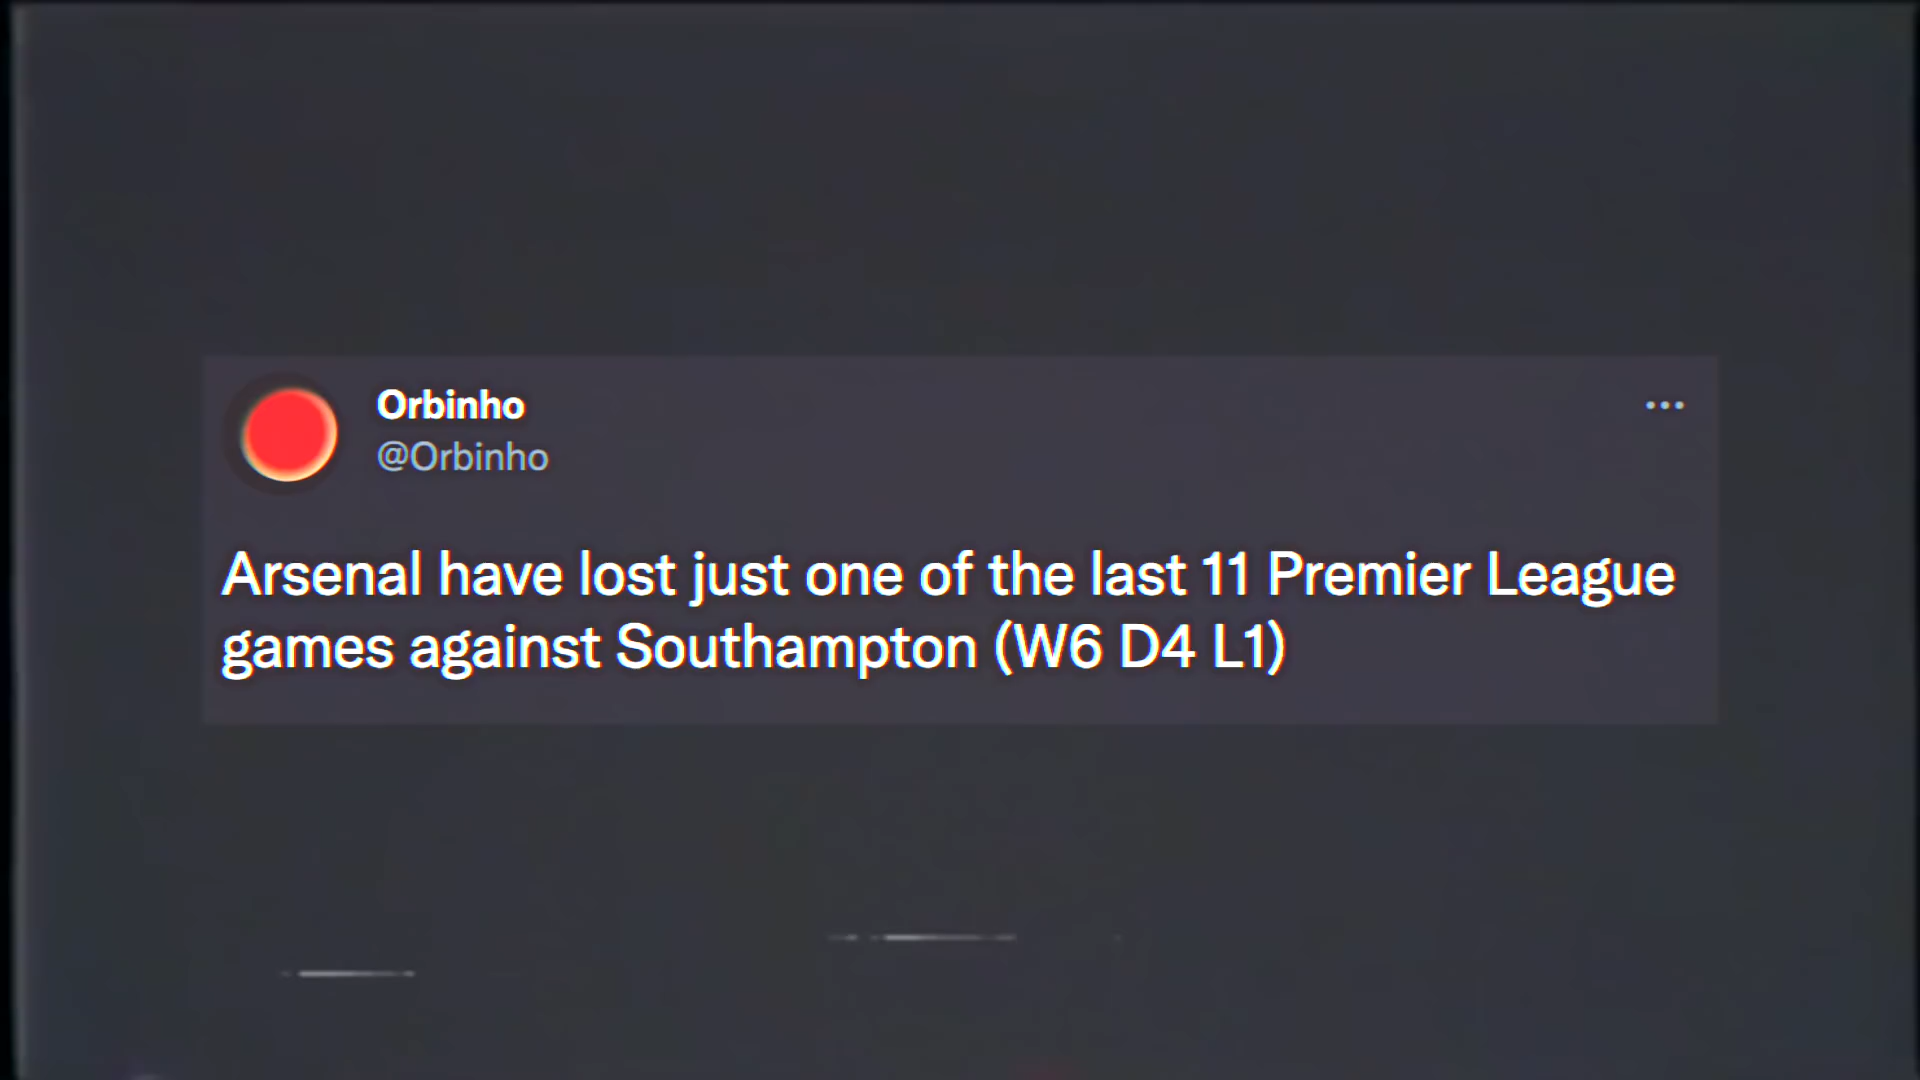 Orbinho
@Orbinho
Arsenal have lost just one of the last 11 Premier League
games against Southampton (W6 D4 L1)